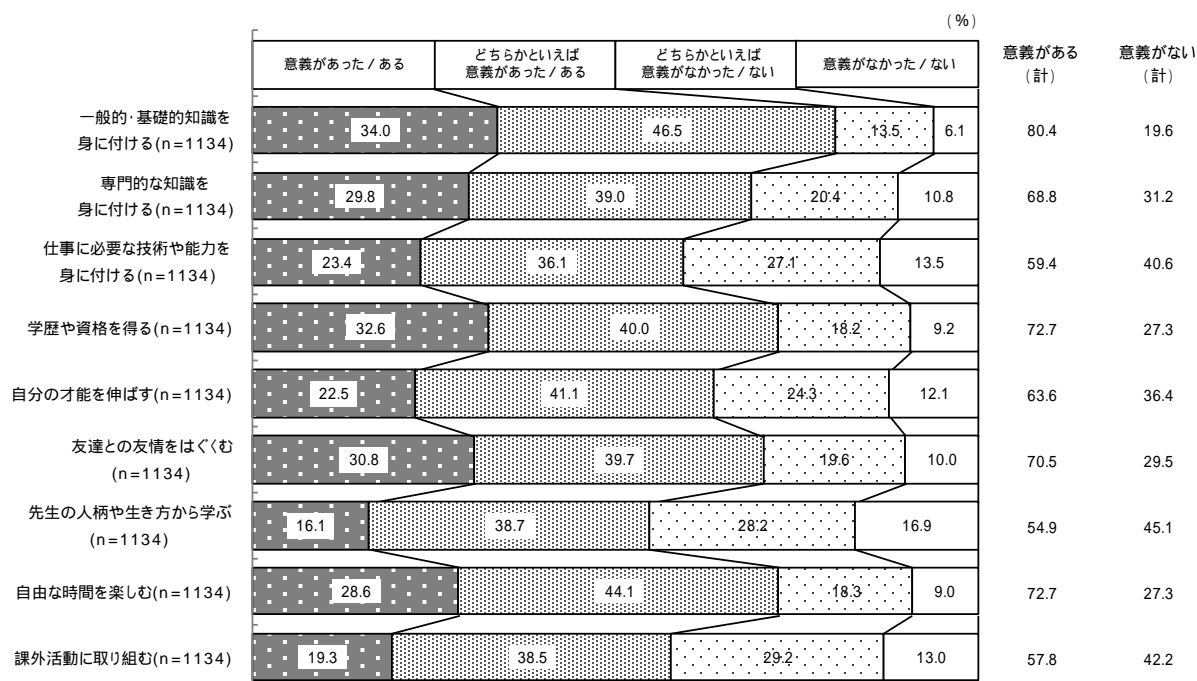 (%)
意義があった/ある
どちらかといえば
意義があった/ある
どちらかといえば
意義がなかった/ない
意義がなかった/ない
意義がある
(計)
意義がない
(計)
一般的・基礎的知識を
身に付ける(n=1134)
34.0 46.5 13.5 6.1 80.4 19.6
専門的な知識を
身に付ける(n=1134)
29.8 39.0 20.4 10.8 68.8 31.2
仕事に必要な技術や能力を
身に付ける(n=1134)
23.4 36.1 27.1 13.5 59.4 40.6
学歴や資格を得る(n=1134) 32.6 40.0 18.2 9.2 72.7 27.3
自分の才能を伸ばす(n=1134) 22.5 41.1 24.3 12.1 63.6 36.4
友達との友情をはぐくむ
(n=1134)
30.8 39.7 19.6 10.0 70.5 29.5
先生の人柄や生き方から学ぶ
(n=1134)
16.1 38.7 28.2 16.9 54.9 45.1
自由な時間を楽しむ(n=1134) 28.6 44.1 18.3 9.0 72.7 27.3
課外活動に取り組む(n=1134) 19.3 38.5 29.2 13.0 57.8 42.2